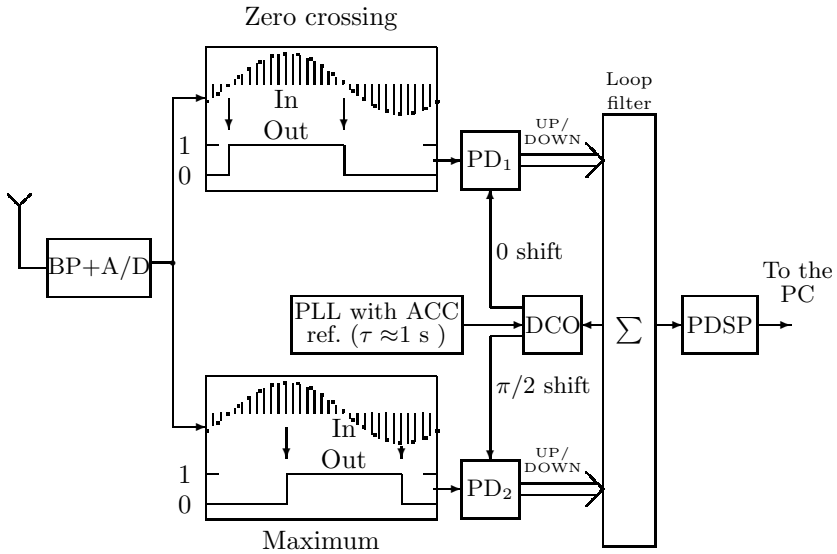 Zero crossing
Loop
filter
In
Out
1
0
UP/
DOWN
PD₁
BP+A/D
0 shift
To the
PC
PLL with ACC
ref. (τ ≈1 s )
DCO
∑
PDSP
π/2 shift
In
Out
1
0
UP/
DOWN
PD₂
Maximum